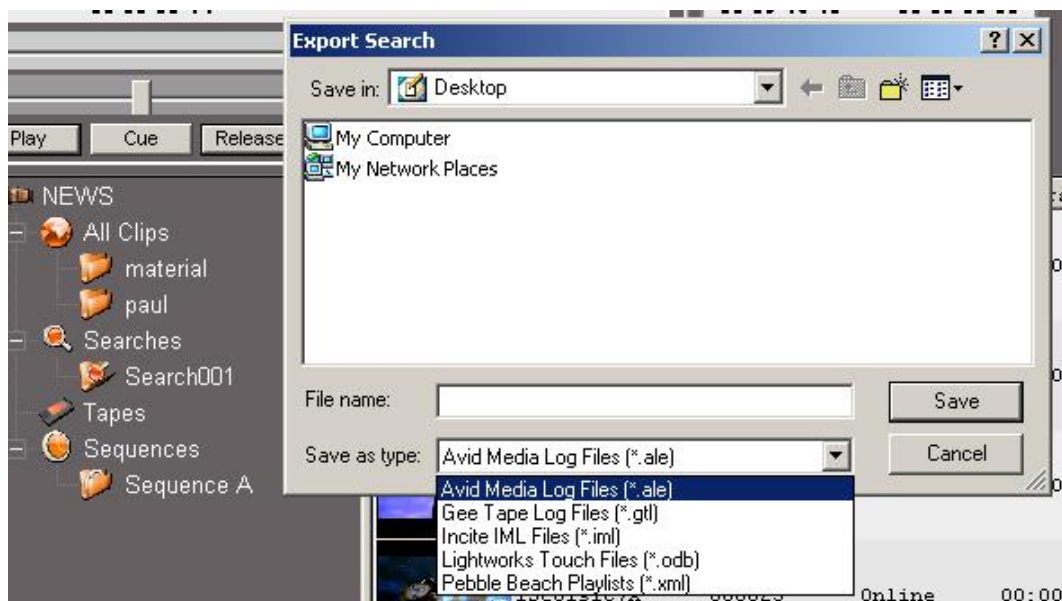 Export Search
Save in: Desktop
My Computer
My Network Places
Play Cue Release
NEWS
All Clips
material
paul
Searches
Search001
Tapes
Sequences
Sequence A
File name:
Save
Save as type: Avid Media Log Files (*.ale)
Cancel
Avid Media Log Files (*.ale)
Gee Tape Log Files (*.gtl)
Incite IML Files (*.iml)
Lightworks Touch Files (*.odb)
Pebble Beach Playlists (*.xml)
Online 00:00